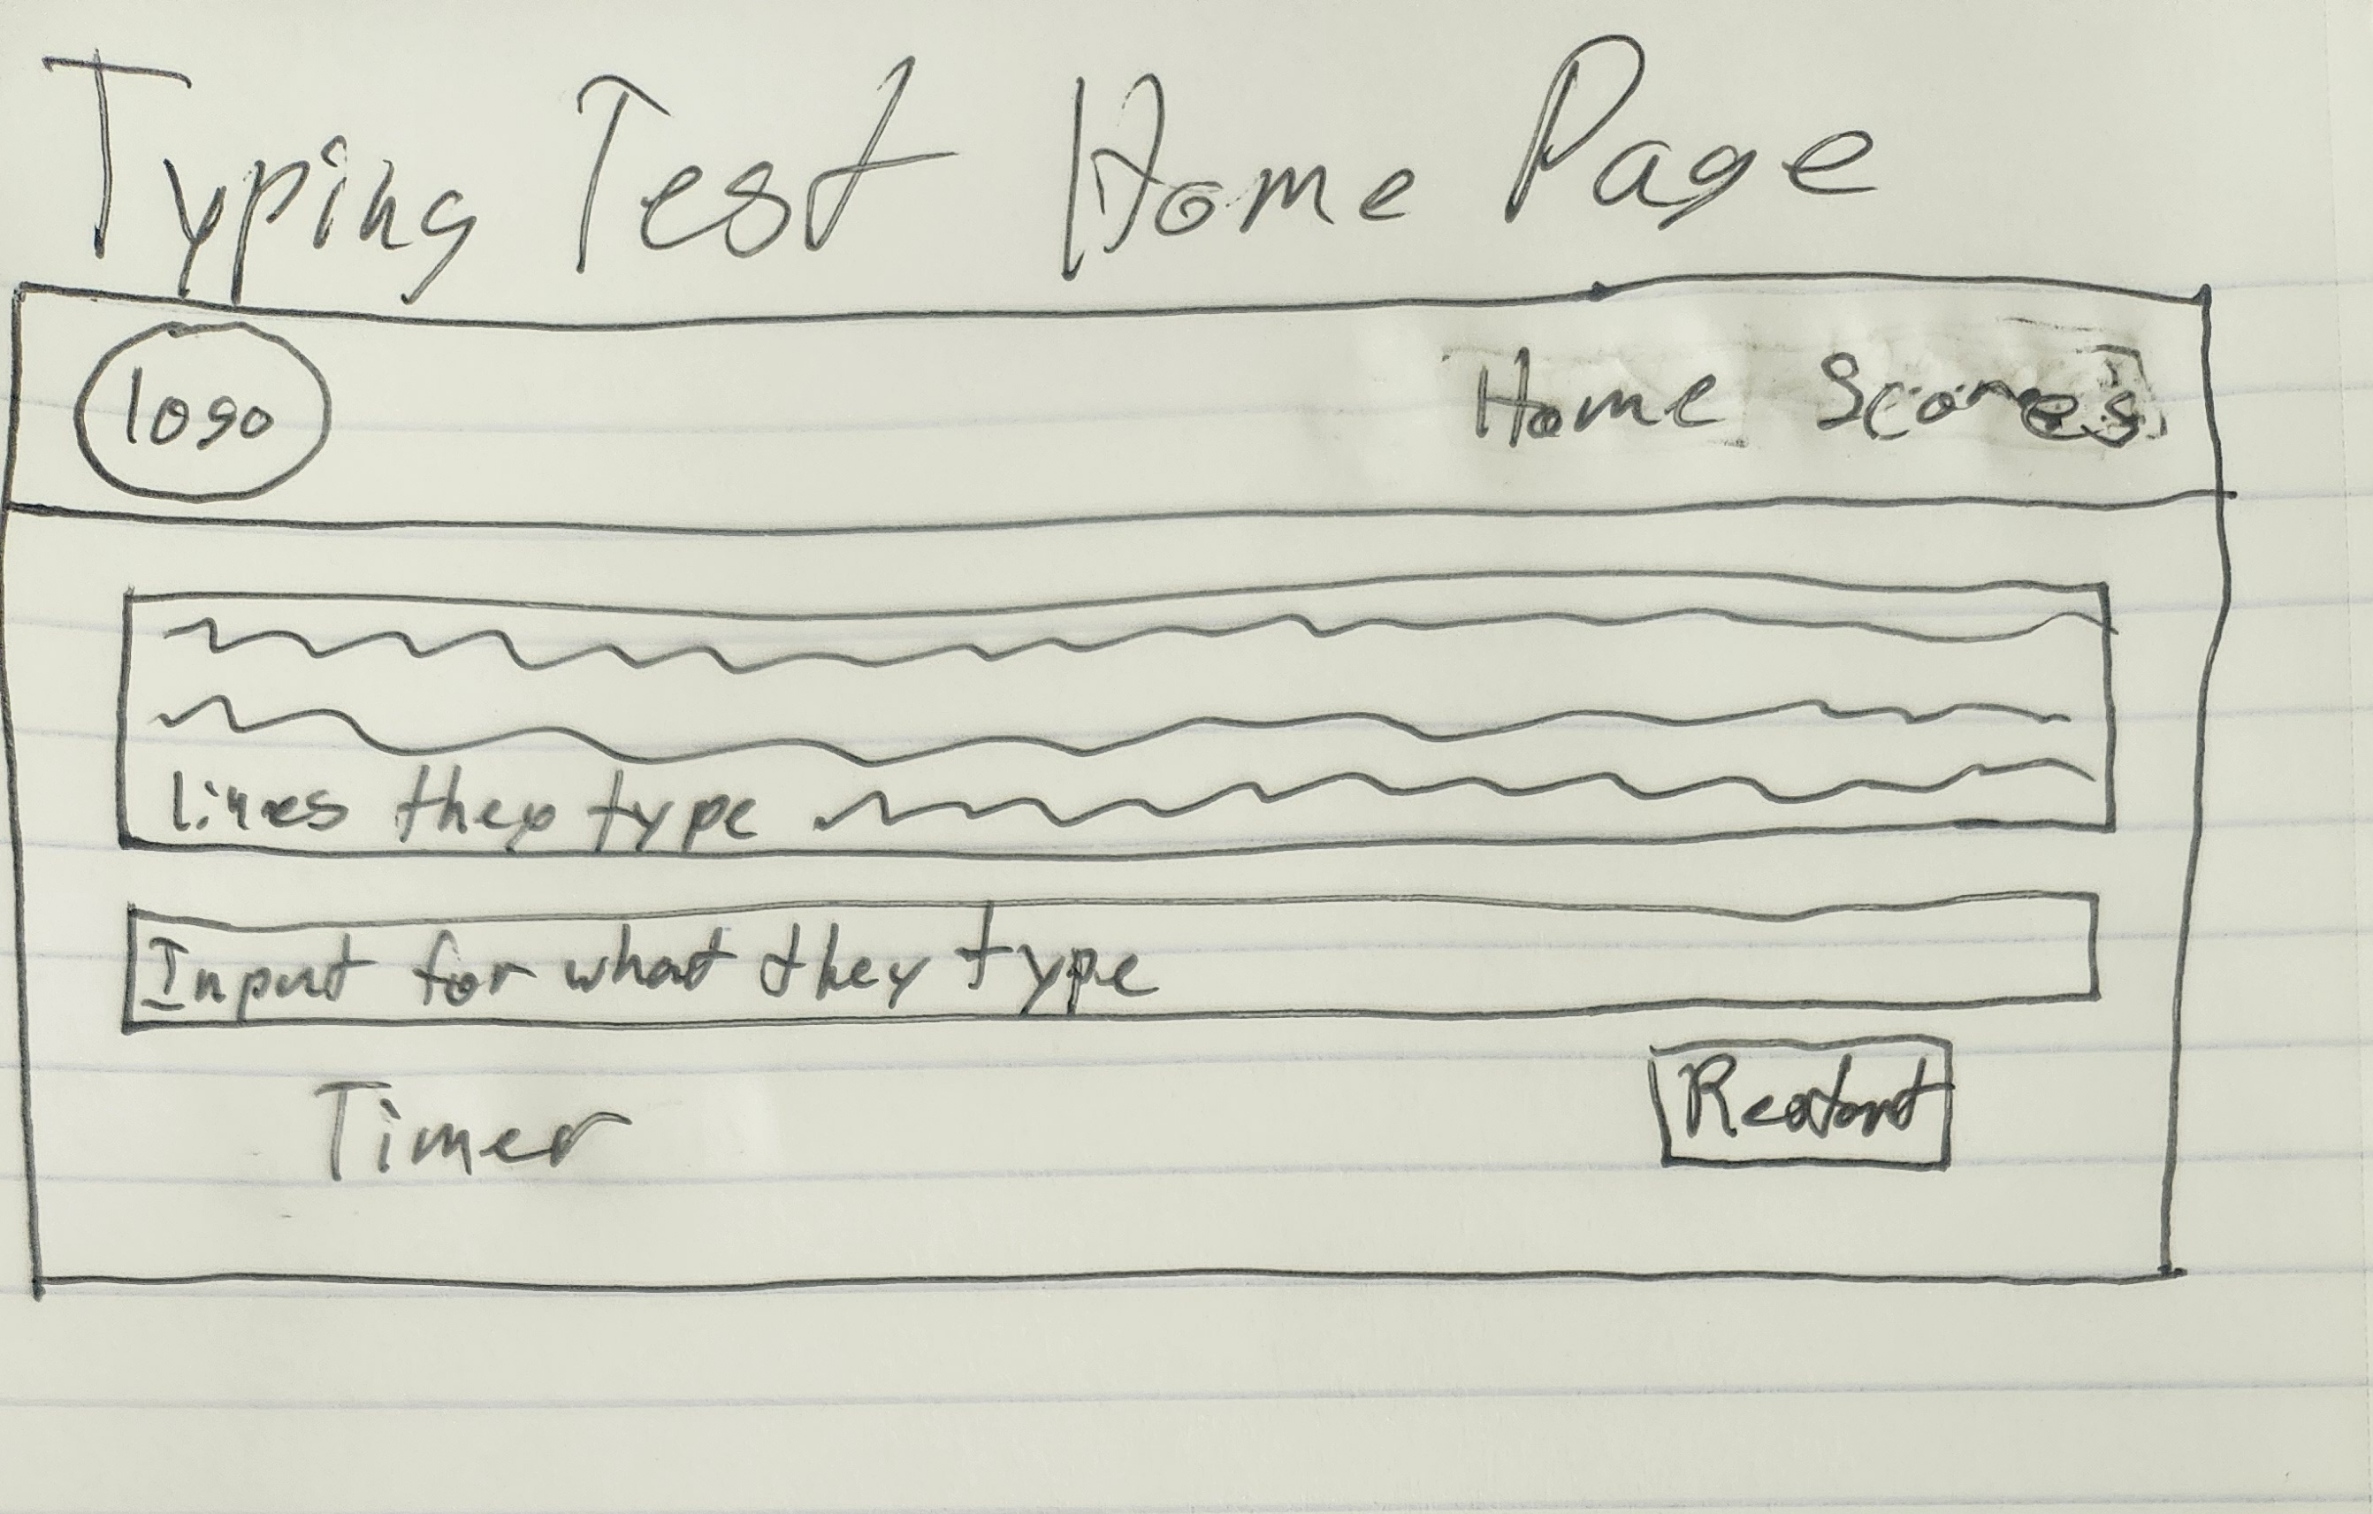 Typing Test Home Page
logo Home Scores
lines they type
Input for what they type
Timer Restart